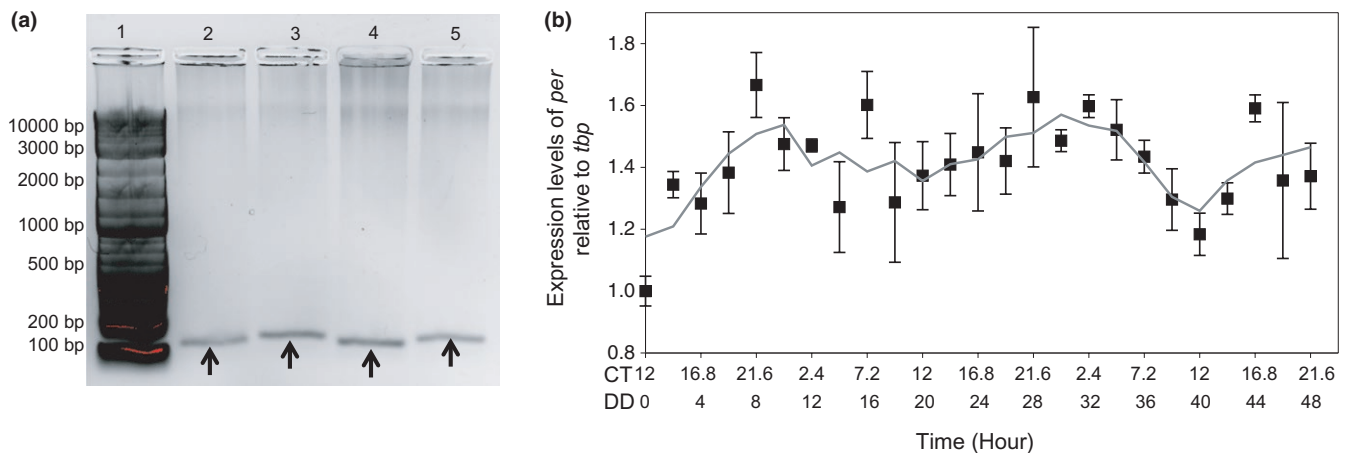 (a)
1 2 3 4 5
10000 bp
3000 bp
2000 bp
1000 bp
500 bp
200 bp
100 bp
(b)
Expression levels of per
relative to tbp
1.8
1.6
1.4
1.2
1.0
0.8
CT 12 16.8 21.6 2.4 7.2 12 16.8 21.6 2.4 7.2 12 16.8 21.6
DD 0 4 8 12 16 20 24 28 32 36 40 44 48
Time (Hour)